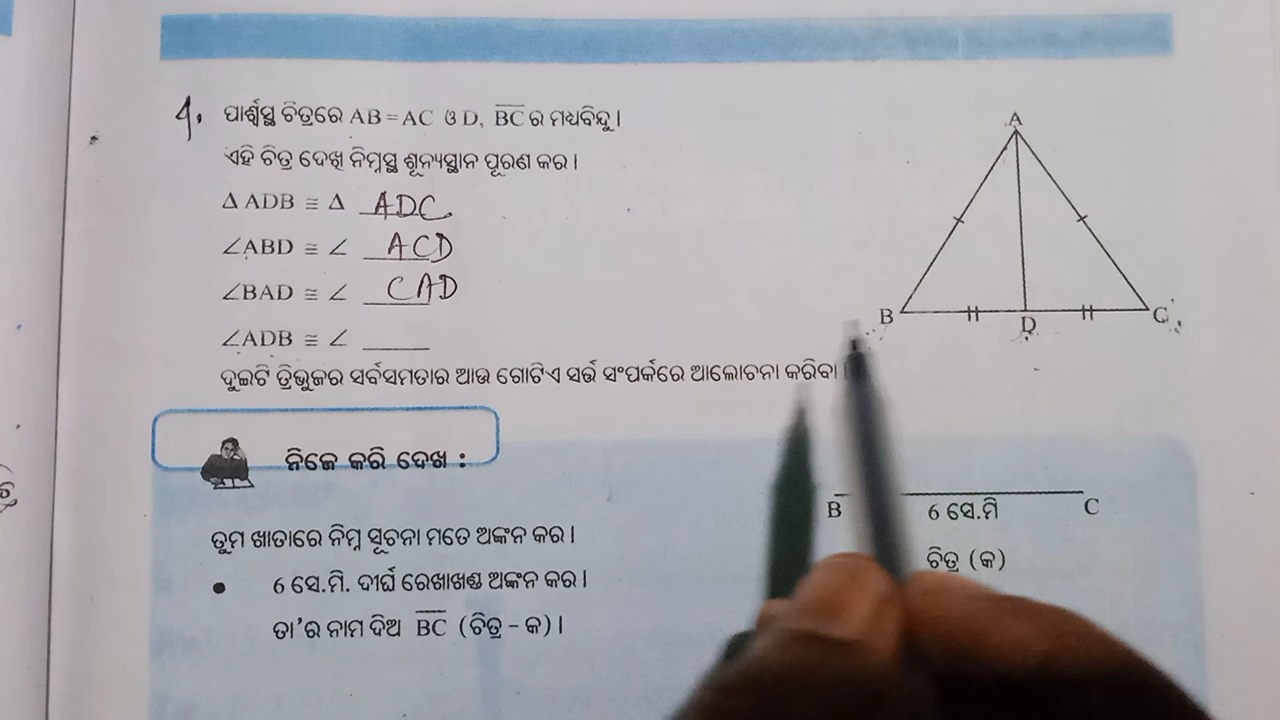 4. ପାର୍ଶ୍ୱସ୍ଥ ଚିତ୍ରରେ AB = AC ଓ D, BC ର ମଧ୍ୟବିନ୍ଦୁ ।
ଏହି ଚିତ୍ର ଦେଖି ନିମ୍ନସ୍ଥ ଶୂନ୍ୟସ୍ଥାନ ପୂରଣ କର ।
Δ ADB ≅ Δ ADC
∠ABD ≅ ∠ ACD
∠BAD ≅ ∠ CAD
∠ADB ≅ ∠ ____
A
B
D
C
ଦୁଇଟି ତ୍ରିଭୁଜର ସର୍ବସମତାର ଆଉ ଗୋଟିଏ ସର୍ତ୍ତ ସଂପର୍କରେ ଆଲୋଚନା କରିବା ।
ନିଜେ କରି ଦେଖ :
ତୁମ ଖାତାରେ ନିମ୍ନ ସୂଚନା ମତେ ଅଙ୍କନ କର ।
● 6 ସେ.ମି. ଦୀର୍ଘ ରେଖାଖଣ୍ଡ ଅଙ୍କନ କର ।
ତା'ର ନାମ ଦିଅ BC (ଚିତ୍ର – କ) ।
B 6 ସେ.ମି C
ଚିତ୍ର (କ)